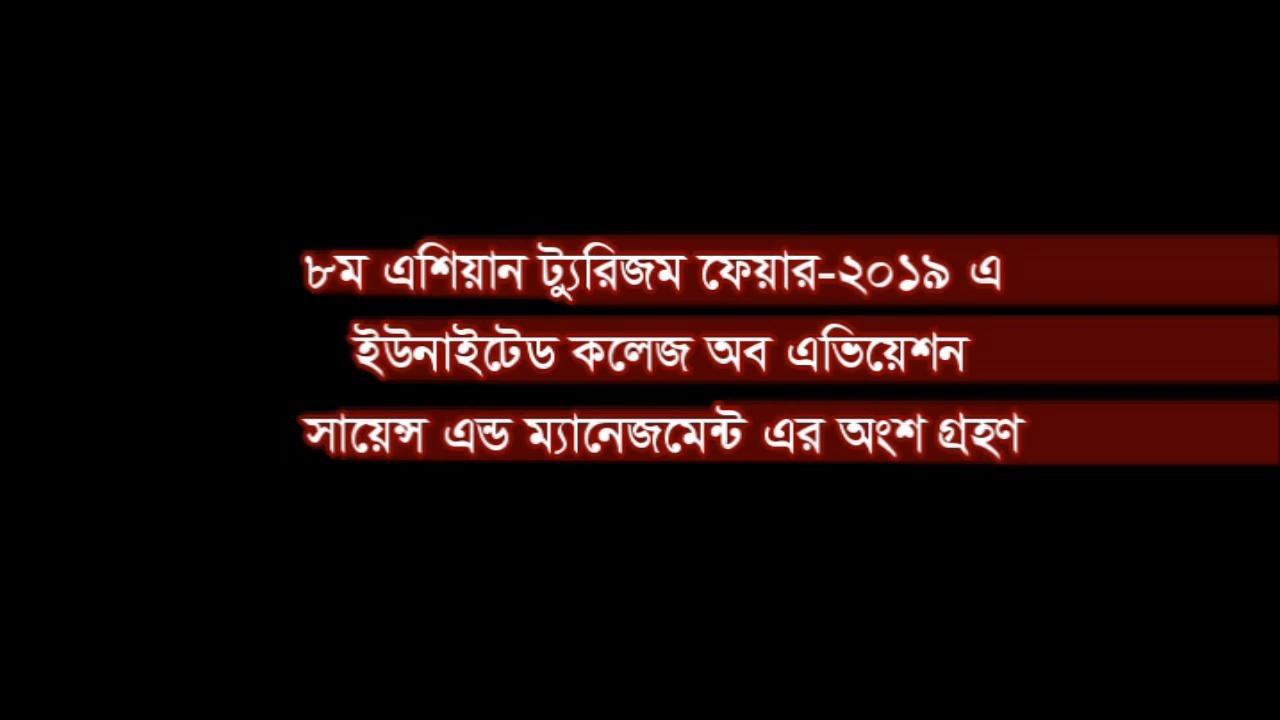 ৮ম এশিয়ান ট্যুরিজম ফেয়ার-২০১৯ এ
ইউনাইটেড কলেজ অব এভিয়েশন
সায়েন্স এন্ড ম্যানেজমেন্ট এর অংশ গ্রহণ